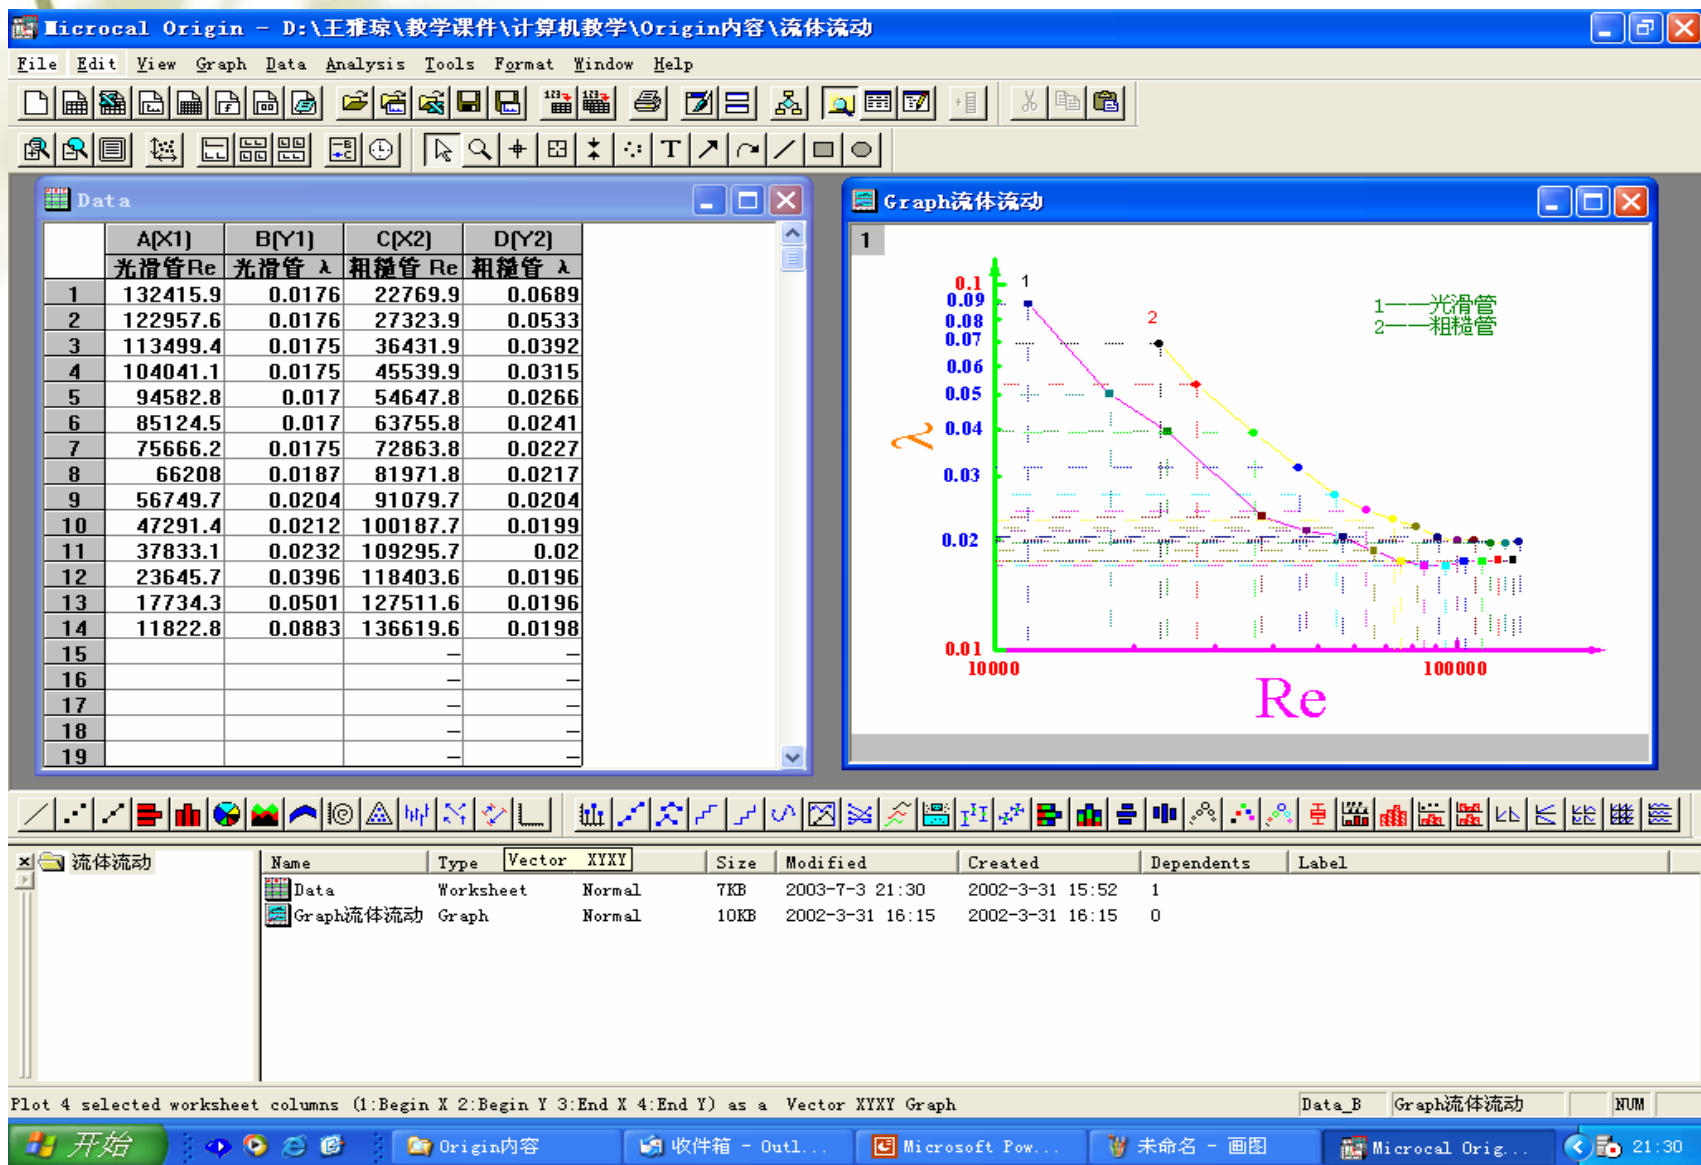 Microcal Origin - D:\王雅琼\教学课件\计算机教学\Origin内容\流体流动
File Edit View Graph Data Analysis Tools Format Window Help
Data
A(X1) B(Y1) C(X2) D(Y2)
光滑管Re 光滑管 λ 粗糙管 Re 粗糙管 λ
1 132415.9 0.0176 22769.9 0.0689
2 122957.6 0.0176 27323.9 0.0533
3 113499.4 0.0175 36431.9 0.0392
4 104041.1 0.0175 45539.9 0.0315
5 94582.8 0.017 54647.8 0.0266
6 85124.5 0.017 63755.8 0.0241
7 75666.2 0.0175 72863.8 0.0227
8 66208 0.0187 81971.8 0.0217
9 56749.7 0.0204 91079.7 0.0204
10 47291.4 0.0212 100187.7 0.0199
11 37833.1 0.0232 109295.7 0.02
12 23645.7 0.0396 118403.6 0.0196
13 17734.3 0.0501 127511.6 0.0196
14 11822.8 0.0883 136619.6 0.0198
15 – –
16 – –
17 – –
18 – –
19 – –
Graph流体流动
1
0.1
0.09
0.08
0.07
0.06
0.05
0.04
0.03
0.02
0.01
λ
1
2
1——光滑管
2——粗糙管
10000 100000
Re
流体流动
Name Type Vector XYXY Size Modified Created Dependents Label
Data Worksheet Normal 7KB 2003-7-3 21:30 2002-3-31 15:52 1
Graph流体流动 Graph Normal 10KB 2002-3-31 16:15 2002-3-31 16:15 0
Plot 4 selected worksheet columns (1:Begin X 2:Begin Y 3:End X 4:End Y) as a Vector XYXY Graph Data_B Graph流体流动 NUM
开始 Origin内容 收件箱 - Outl... Microsoft Pow... 未命名 - 画图 Microcal Orig... 21:30